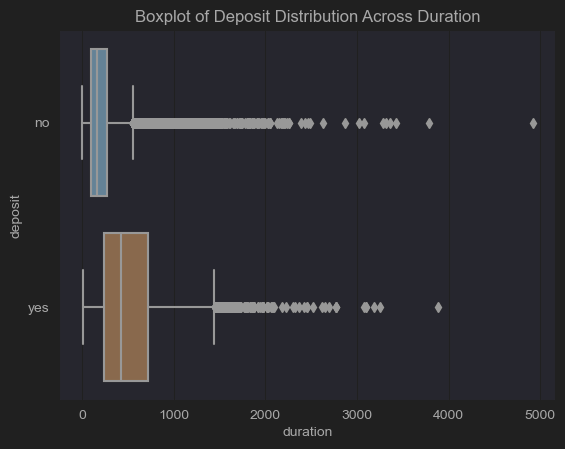 Boxplot of Deposit Distribution Across Duration
deposit
no
yes
0 1000 2000 3000 4000 5000
duration